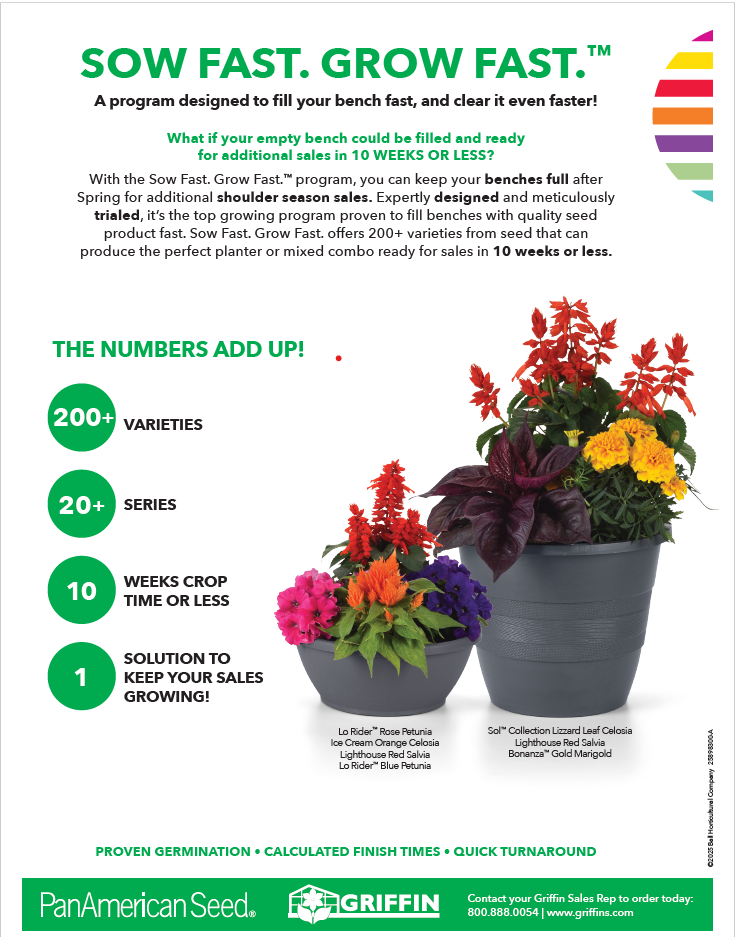 SOW FAST. GROW FAST.™
A program designed to fill your bench fast, and clear it even faster!
What if your empty bench could be filled and ready
for additional sales in 10 WEEKS OR LESS?
With the Sow Fast. Grow Fast.™ program, you can keep your benches full after
Spring for additional shoulder season sales. Expertly designed and meticulously
trialed, it's the top growing program proven to fill benches with quality seed
product fast. Sow Fast. Grow Fast. offers 200+ varieties from seed that can
produce the perfect planter or mixed combo ready for sales in 10 weeks or less.
THE NUMBERS ADD UP!
200+ VARIETIES
20+ SERIES
10 WEEKS CROP
TIME OR LESS
1 SOLUTION TO
KEEP YOUR SALES
GROWING!
Lo Rider™ Rose Petunia
Ice Cream Orange Celosia
Lighthouse Red Salvia
Lo Rider™ Blue Petunia
Sol™ Collection Lizzard Leaf Celosia
Lighthouse Red Salvia
Bonanza™ Gold Marigold
©2025 Ball Horticultural Company 25898300A
PROVEN GERMINATION • CALCULATED FINISH TIMES • QUICK TURNAROUND
PanAmerican Seed®
GRIFFIN
Contact your Griffin Sales Rep to order today:
800.888.0054 | www.griffins.com